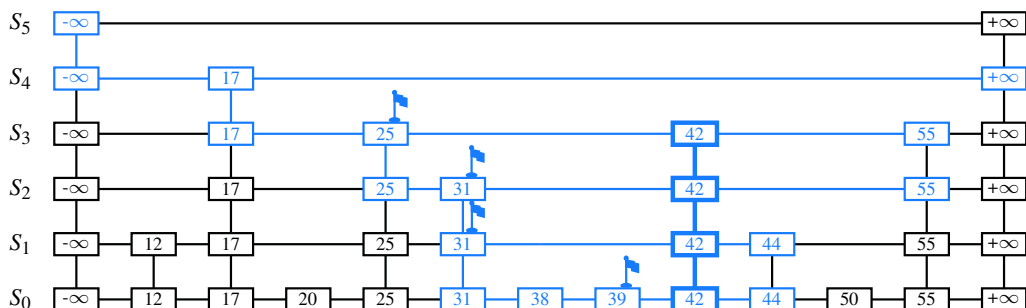 S5 -∞ +∞
S4 -∞ 17 +∞
S3 -∞ 17 25 42 55 +∞
S2 -∞ 17 25 31 42 55 +∞
S1 -∞ 12 17 25 31 42 44 55 +∞
S0 -∞ 12 17 20 25 31 38 39 42 44 50 55 +∞